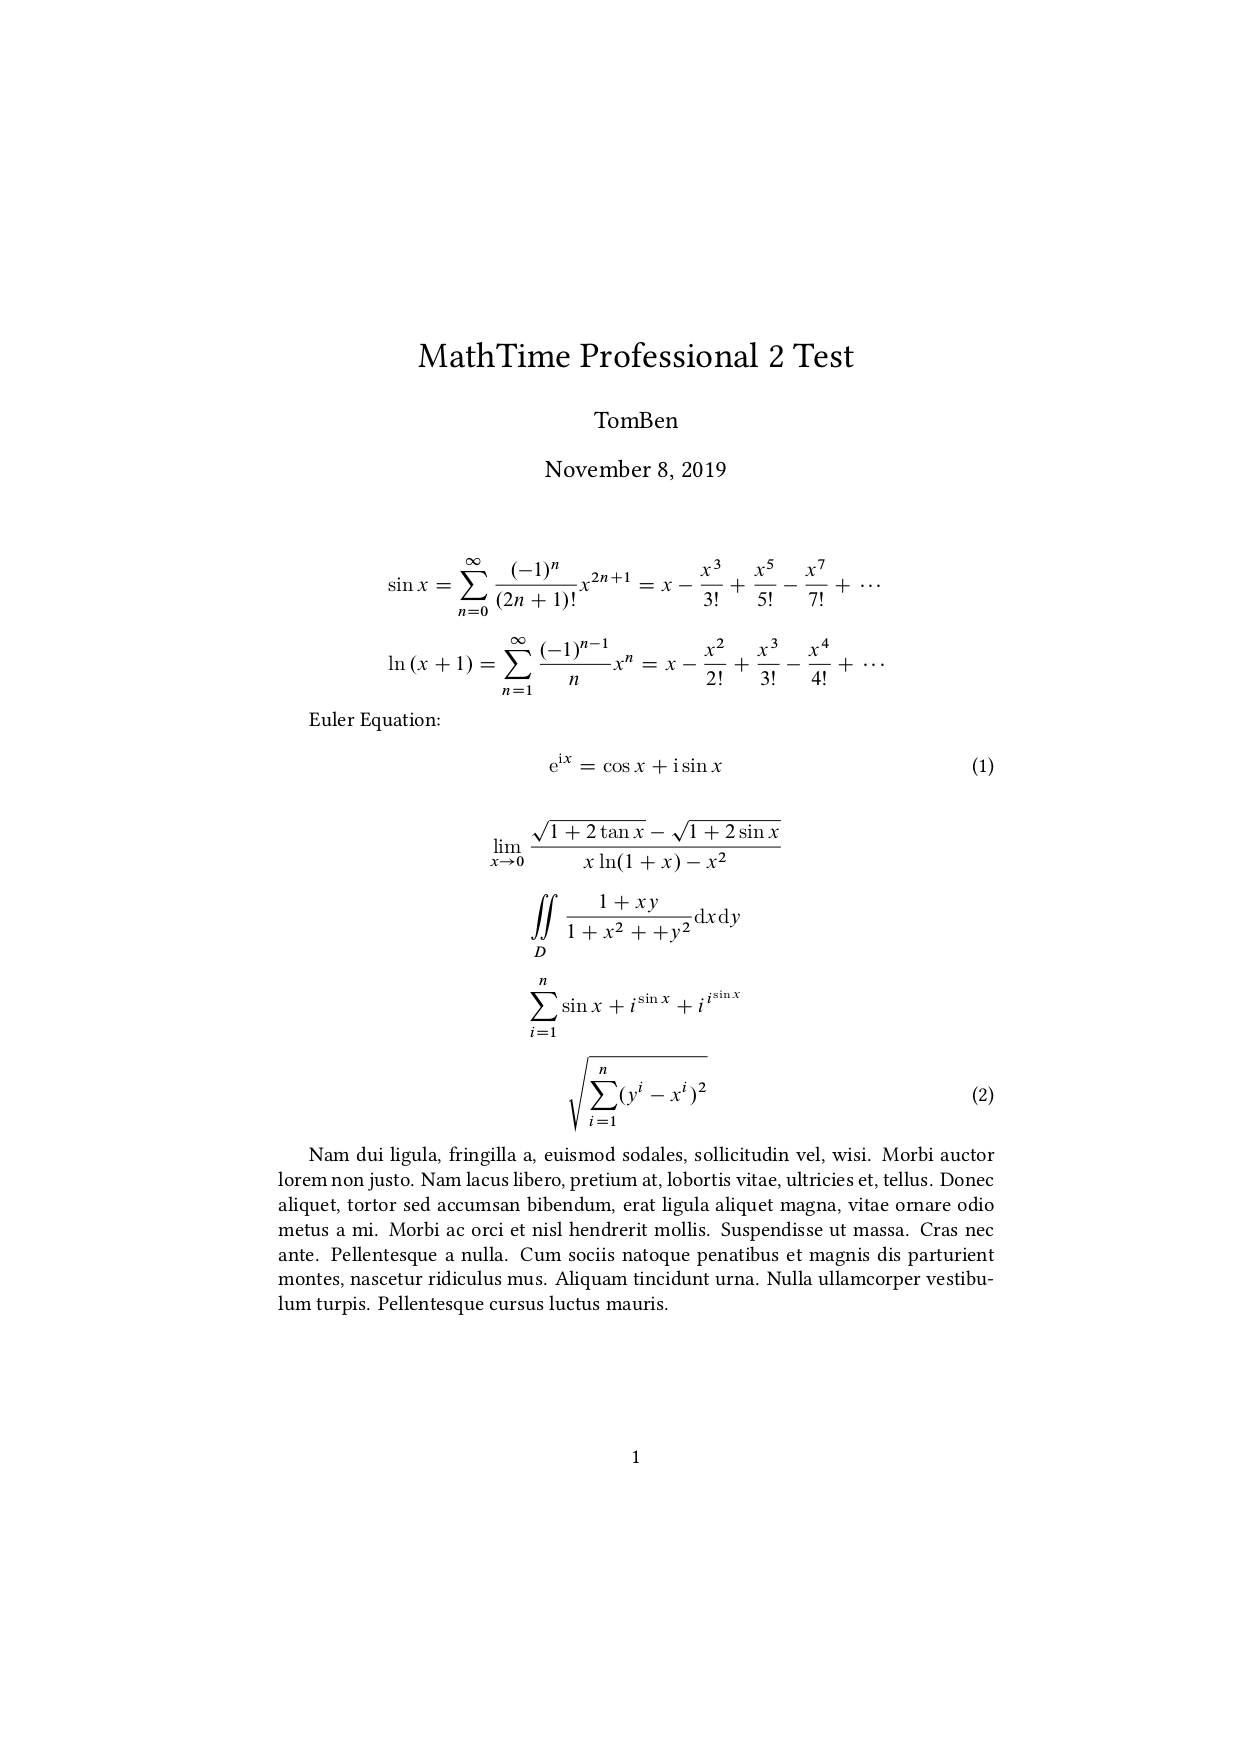 MathTime Professional 2 Test
TomBen
November 8, 2019
$\sin x = \sum_{n=0}^{\infty} \frac{(-1)^n}{(2n+1)!} x^{2n+1} = x - \frac{x^3}{3!} + \frac{x^5}{5!} - \frac{x^7}{7!} + \cdots$
$\ln (x+1) = \sum_{n=1}^{\infty} \frac{(-1)^{n-1}}{n} x^n = x - \frac{x^2}{2!} + \frac{x^3}{3!} - \frac{x^4}{4!} + \cdots$
Euler Equation:
$\mathrm{e}^{\mathrm{i}x} = \cos x + \mathrm{i} \sin x$ (1)
$\lim_{x \to 0} \frac{\sqrt{1+2\tan x} - \sqrt{1+2\sin x}}{x \ln(1+x) - x^2}$
$\iint\limits_{D} \frac{1+xy}{1+x^2++y^2} \mathrm{d}x\mathrm{d}y$
$\sum_{i=1}^{n} \sin x + i^{\sin x} + i^{i^{\sin x}}$
$\sqrt{\sum_{i=1}^{n} (y^i - x^i)^2}$ (2)
Nam dui ligula, fringilla a, euismod sodales, sollicitudin vel, wisi. Morbi auctor
lorem non justo. Nam lacus libero, pretium at, lobortis vitae, ultricies et, tellus. Donec
aliquet, tortor sed accumsan bibendum, erat ligula aliquet magna, vitae ornare odio
metus a mi. Morbi ac orci et nisl hendrerit mollis. Suspendisse ut massa. Cras nec
ante. Pellentesque a nulla. Cum sociis natoque penatibus et magnis dis parturient
montes, nascetur ridiculus mus. Aliquam tincidunt urna. Nulla ullamcorper vestibu-
lum turpis. Pellentesque cursus luctus mauris.
1